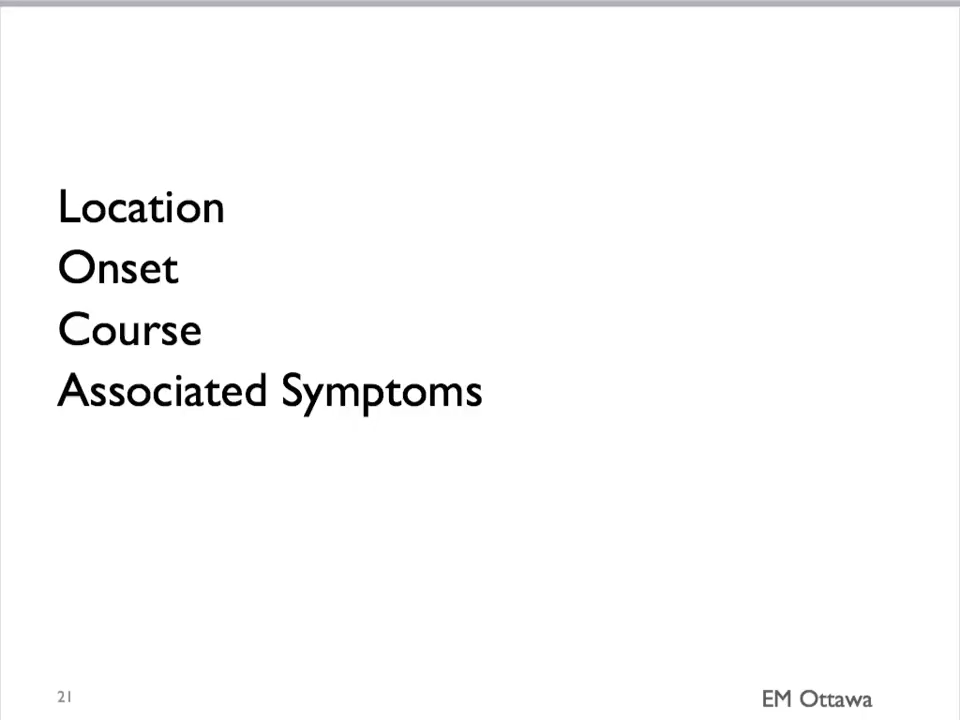 Location
Onset
Course
Associated Symptoms
21
EM Ottawa